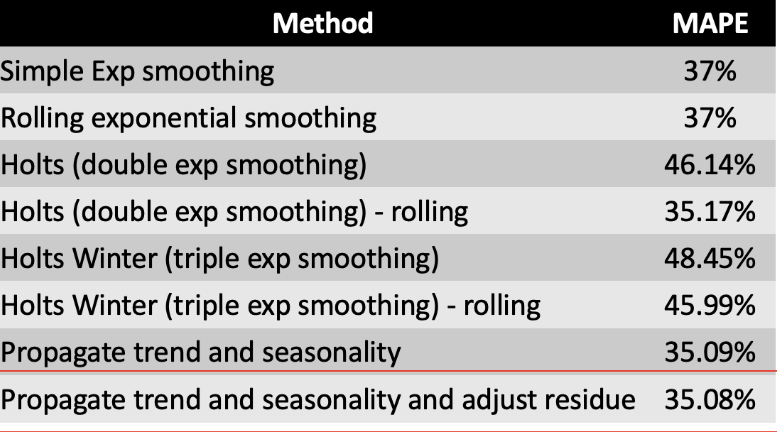 Method MAPE
Simple Exp smoothing 37%
Rolling exponential smoothing 37%
Holts (double exp smoothing) 46.14%
Holts (double exp smoothing) - rolling 35.17%
Holts Winter (triple exp smoothing) 48.45%
Holts Winter (triple exp smoothing) - rolling 45.99%
Propagate trend and seasonality 35.09%
Propagate trend and seasonality and adjust residue 35.08%